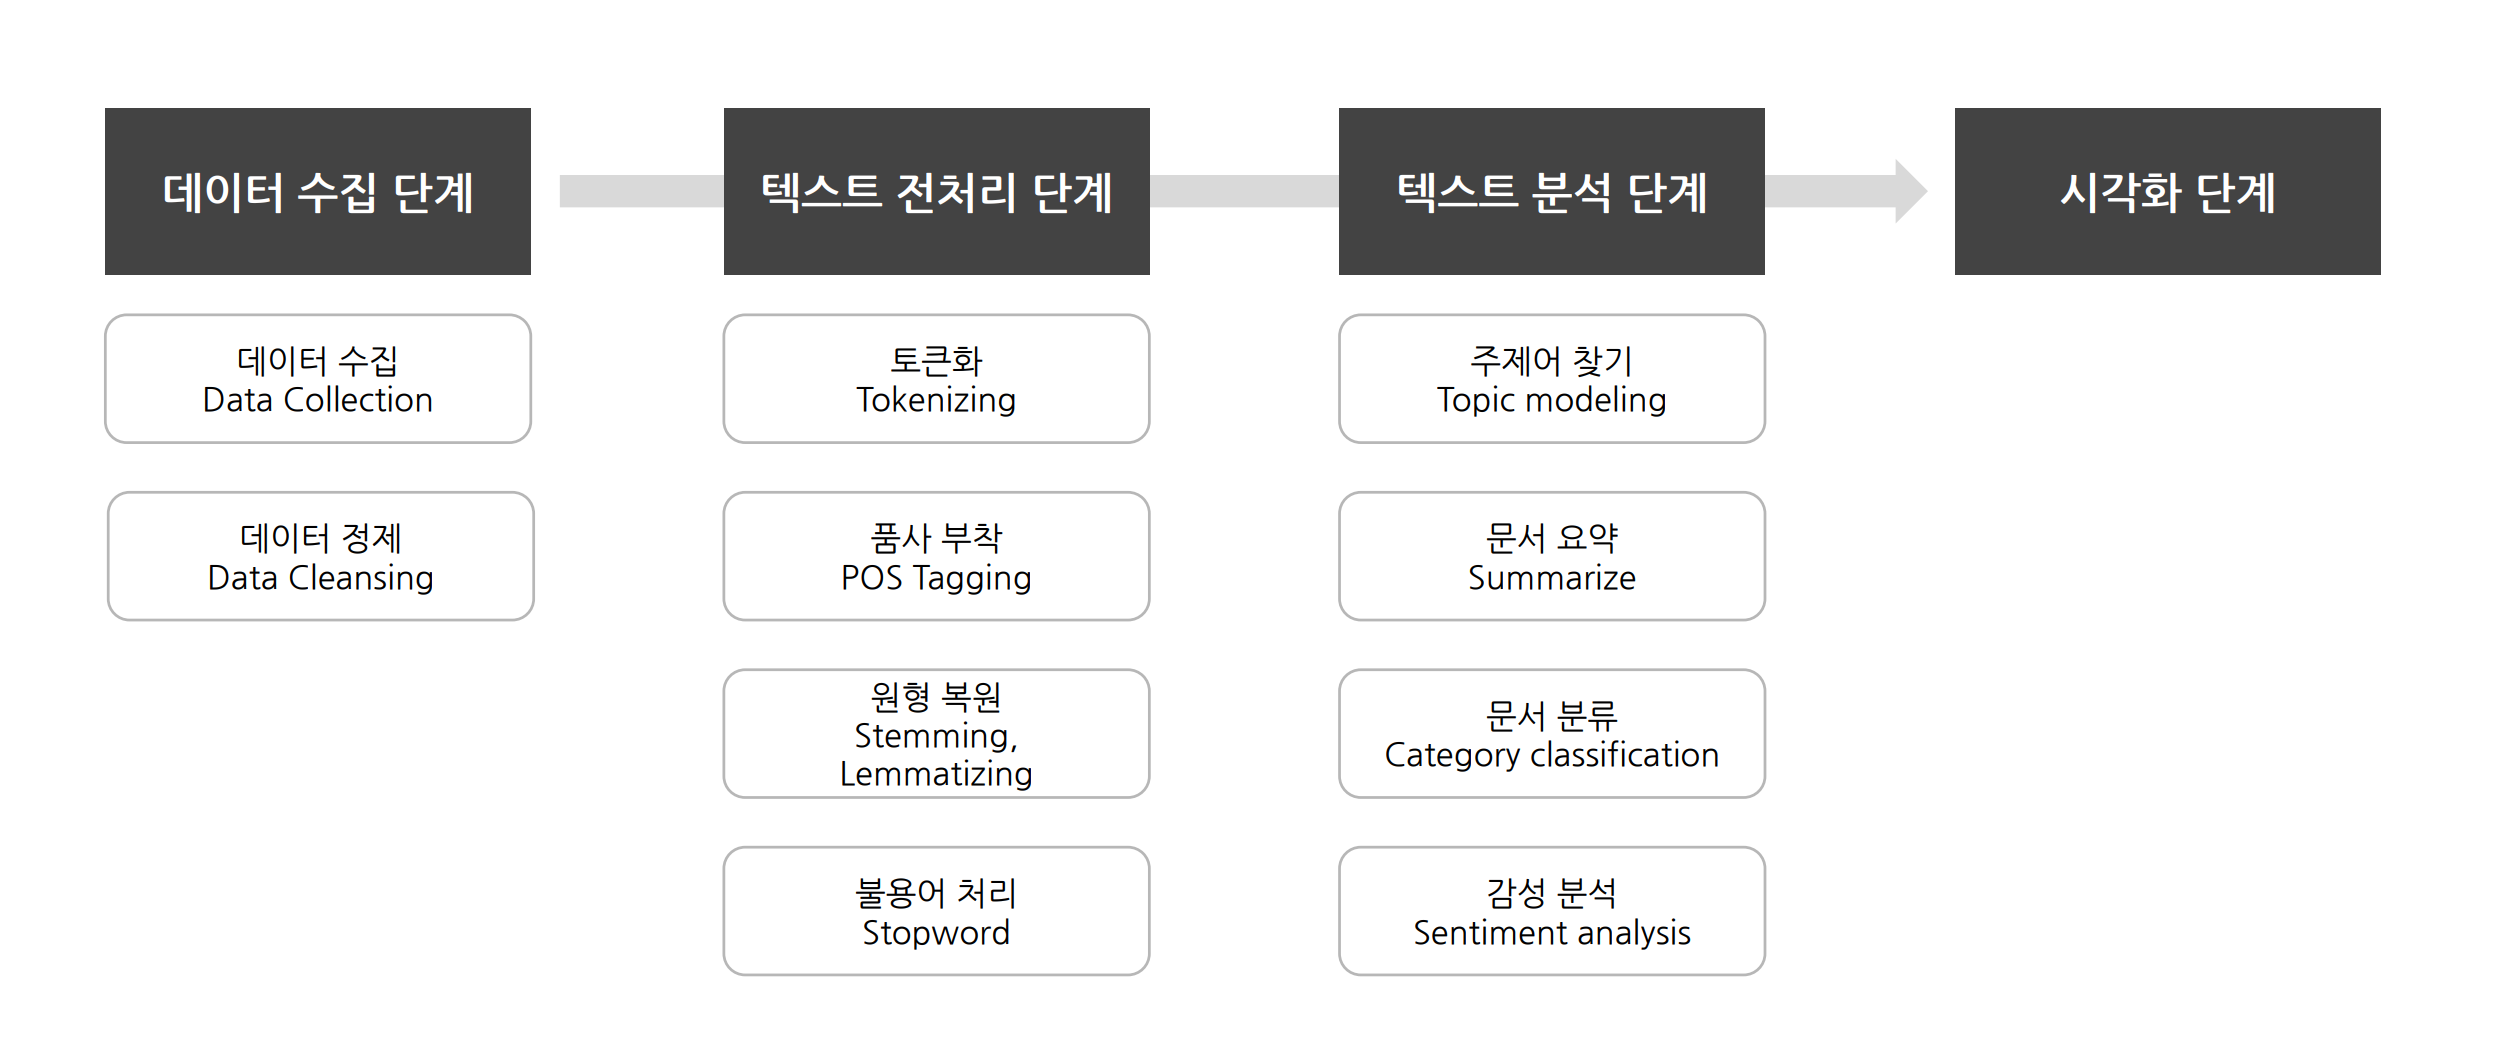 데이터 수집 단계
텍스트 전처리 단계
텍스트 분석 단계
시각화 단계
데이터 수집
Data Collection
데이터 정제
Data Cleansing
토큰화
Tokenizing
품사 부착
POS Tagging
원형 복원
Stemming,
Lemmatizing
불용어 처리
Stopword
주제어 찾기
Topic modeling
문서 요약
Summarize
문서 분류
Category classification
감성 분석
Sentiment analysis